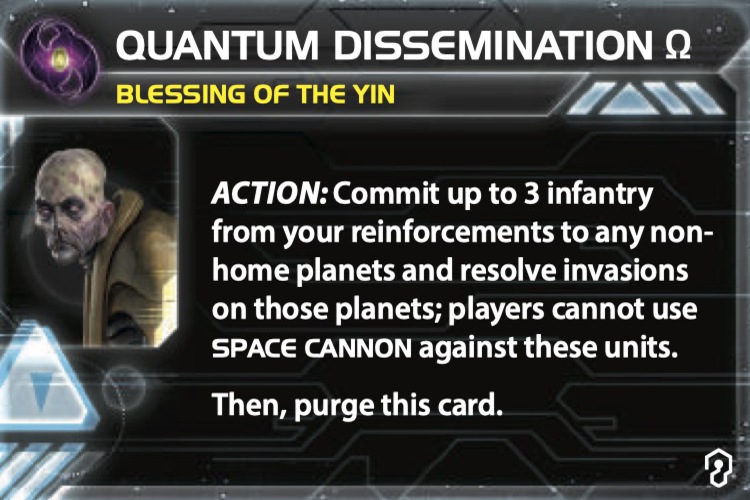 QUANTUM DISSEMINATION Ω
BLESSING OF THE YIN
ACTION: Commit up to 3 infantry
from your reinforcements to any non-
home planets and resolve invasions
on those planets; players cannot use
SPACE CANNON against these units.
Then, purge this card.